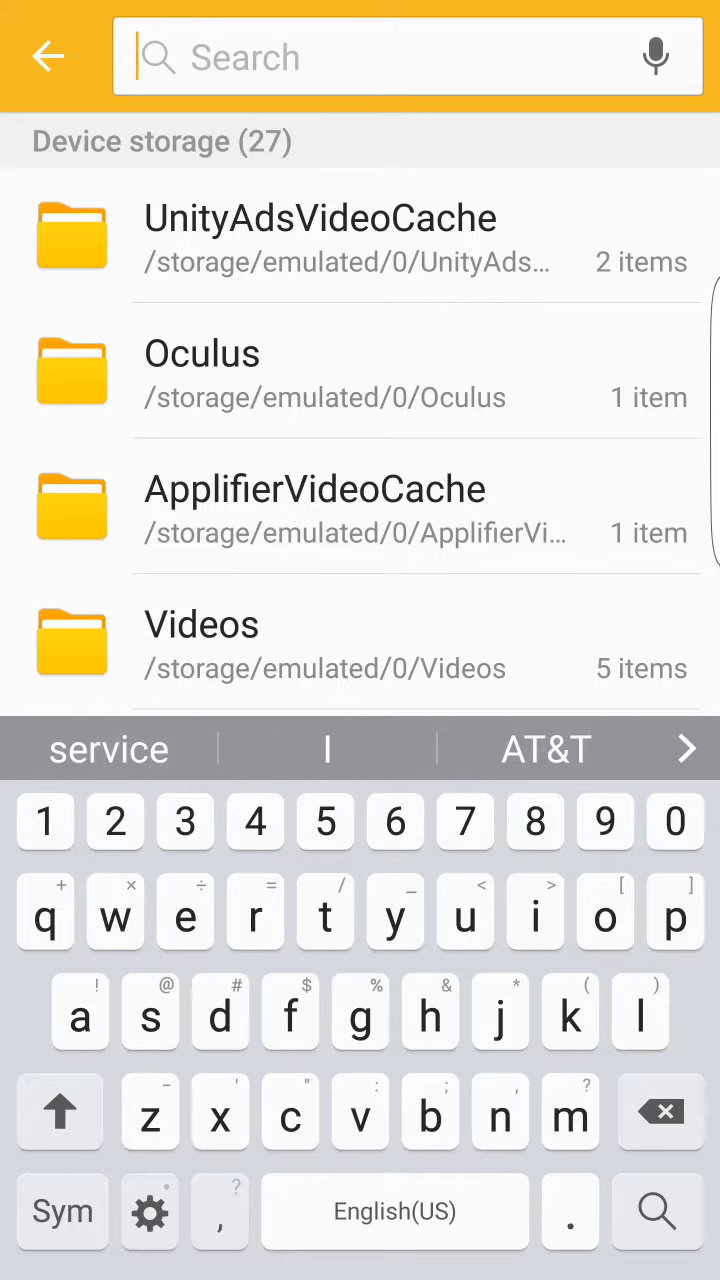 Search
Device storage (27)
UnityAdsVideoCache
/storage/emulated/0/UnityAds... 2 items
Oculus
/storage/emulated/0/Oculus 1 item
ApplifierVideoCache
/storage/emulated/0/ApplifierVi... 1 item
Videos
/storage/emulated/0/Videos 5 items
service I AT&T
1 2 3 4 5 6 7 8 9 0
+ × ÷ = / _ < > [ ]
q w e r t y u i o p
! @ # $ % & * ( )
a s d f g h j k l
- ' " : ; , ?
z x c v b n m
?
Sym , English(US) .